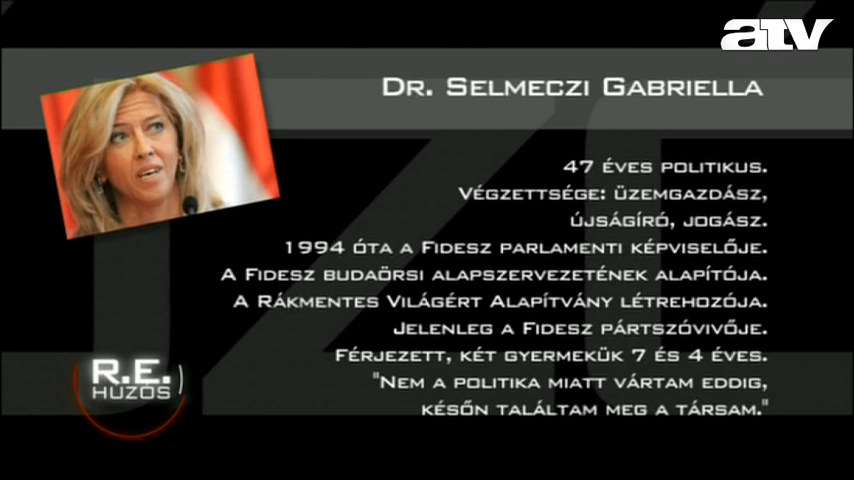 atv
Dr. Selmeczi Gabriella
47 éves politikus.
Végzettsége: üzemgazdász,
újságíró, jogász.
1994 óta a Fidesz parlamenti képviselője.
A Fidesz budaörsi alapszervezetének alapítója.
A Rákmentes Világért Alapítvány létrehozója.
Jelenleg a Fidesz pártszóvivője.
Férjezett, két gyermekük 7 és 4 éves.
"Nem a politika miatt vártam eddig,
későn találtam meg a társam."
R.E.
HUZÓS